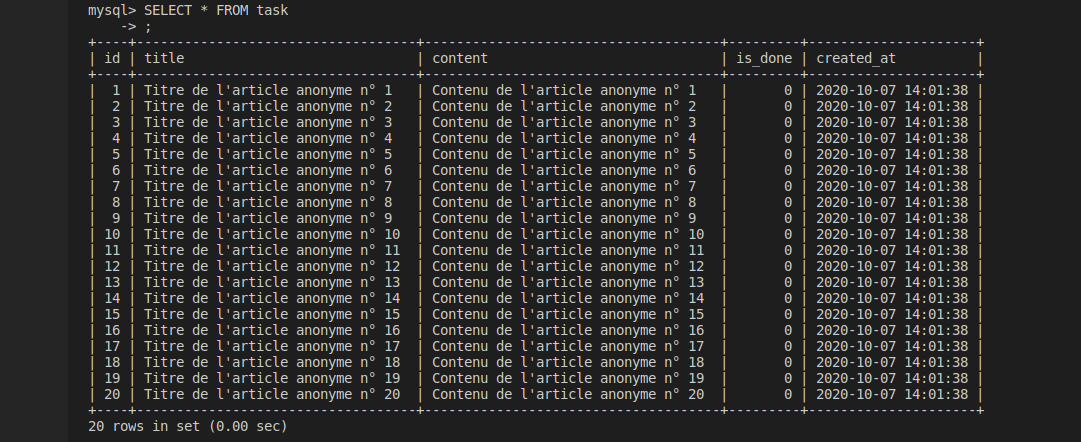 mysql> SELECT * FROM task
    -> ;
+----+-----------------------------------+-------------------------------------+---------+---------------------+
| id | title                             | content                             | is_done | created_at          |
+----+-----------------------------------+-------------------------------------+---------+---------------------+
|  1 | Titre de l'article anonyme n° 1   | Contenu de l'article anonyme n° 1   |       0 | 2020-10-07 14:01:38 |
|  2 | Titre de l'article anonyme n° 2   | Contenu de l'article anonyme n° 2   |       0 | 2020-10-07 14:01:38 |
|  3 | Titre de l'article anonyme n° 3   | Contenu de l'article anonyme n° 3   |       0 | 2020-10-07 14:01:38 |
|  4 | Titre de l'article anonyme n° 4   | Contenu de l'article anonyme n° 4   |       0 | 2020-10-07 14:01:38 |
|  5 | Titre de l'article anonyme n° 5   | Contenu de l'article anonyme n° 5   |       0 | 2020-10-07 14:01:38 |
|  6 | Titre de l'article anonyme n° 6   | Contenu de l'article anonyme n° 6   |       0 | 2020-10-07 14:01:38 |
|  7 | Titre de l'article anonyme n° 7   | Contenu de l'article anonyme n° 7   |       0 | 2020-10-07 14:01:38 |
|  8 | Titre de l'article anonyme n° 8   | Contenu de l'article anonyme n° 8   |       0 | 2020-10-07 14:01:38 |
|  9 | Titre de l'article anonyme n° 9   | Contenu de l'article anonyme n° 9   |       0 | 2020-10-07 14:01:38 |
| 10 | Titre de l'article anonyme n° 10  | Contenu de l'article anonyme n° 10  |       0 | 2020-10-07 14:01:38 |
| 11 | Titre de l'article anonyme n° 11  | Contenu de l'article anonyme n° 11  |       0 | 2020-10-07 14:01:38 |
| 12 | Titre de l'article anonyme n° 12  | Contenu de l'article anonyme n° 12  |       0 | 2020-10-07 14:01:38 |
| 13 | Titre de l'article anonyme n° 13  | Contenu de l'article anonyme n° 13  |       0 | 2020-10-07 14:01:38 |
| 14 | Titre de l'article anonyme n° 14  | Contenu de l'article anonyme n° 14  |       0 | 2020-10-07 14:01:38 |
| 15 | Titre de l'article anonyme n° 15  | Contenu de l'article anonyme n° 15  |       0 | 2020-10-07 14:01:38 |
| 16 | Titre de l'article anonyme n° 16  | Contenu de l'article anonyme n° 16  |       0 | 2020-10-07 14:01:38 |
| 17 | Titre de l'article anonyme n° 17  | Contenu de l'article anonyme n° 17  |       0 | 2020-10-07 14:01:38 |
| 18 | Titre de l'article anonyme n° 18  | Contenu de l'article anonyme n° 18  |       0 | 2020-10-07 14:01:38 |
| 19 | Titre de l'article anonyme n° 19  | Contenu de l'article anonyme n° 19  |       0 | 2020-10-07 14:01:38 |
| 20 | Titre de l'article anonyme n° 20  | Contenu de l'article anonyme n° 20  |       0 | 2020-10-07 14:01:38 |
+----+-----------------------------------+-------------------------------------+---------+---------------------+
20 rows in set (0.00 sec)